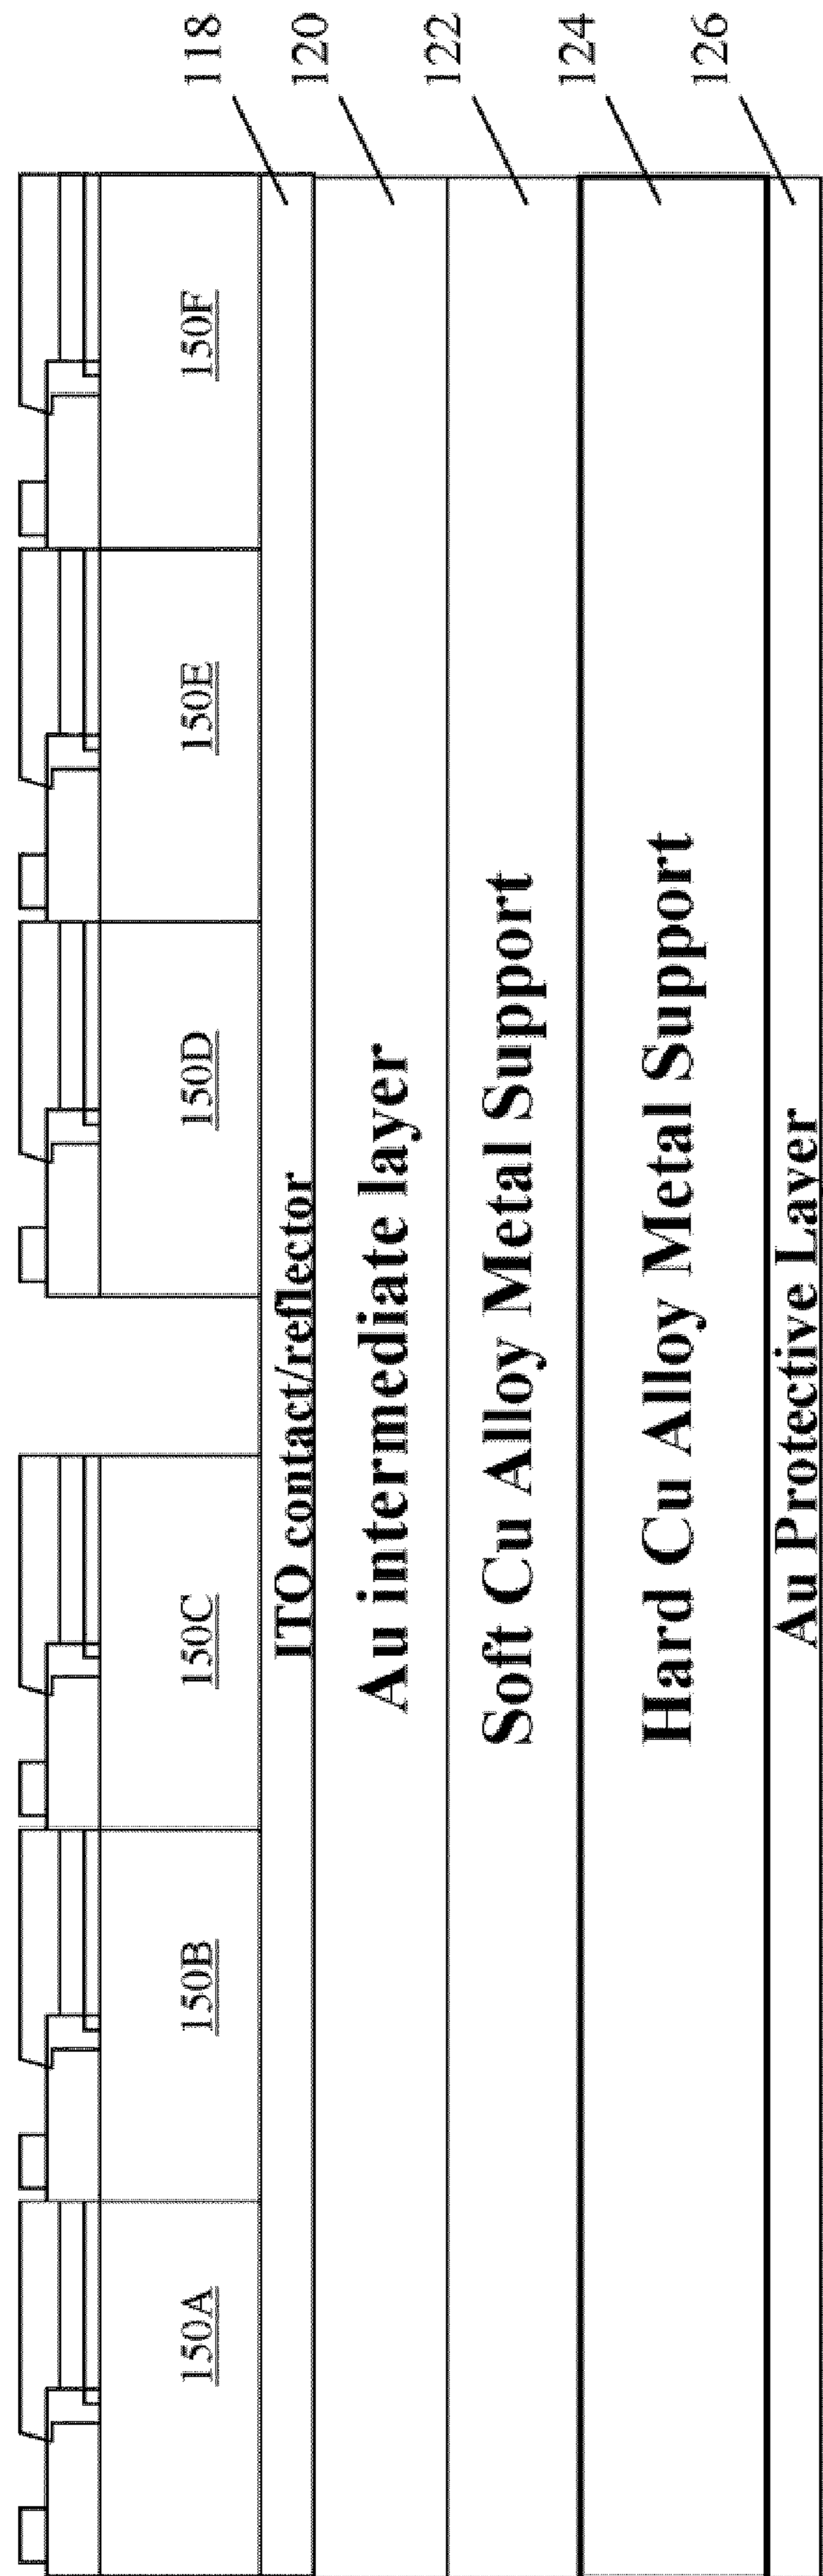 150A
150B
150C
150D
150E
150F
118
ITO contact/reflector
120
Au intermediate layer
122
Soft Cu Alloy Metal Support
124
Hard Cu Alloy Metal Support
126
Au Protective Layer